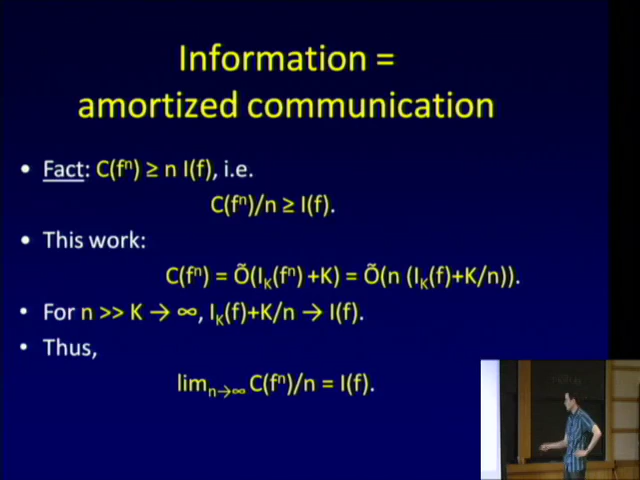 Information =
amortized communication
• Fact: C(fⁿ) ≥ n I(f), i.e.
C(fⁿ)/n ≥ I(f).
• This work:
C(fⁿ) = Õ(I_K(fⁿ) +K) = Õ(n (I_K(f)+K/n)).
• For n >> K → ∞, I_K(f)+K/n → I(f).
• Thus,
lim_{n→∞} C(fⁿ)/n = I(f).